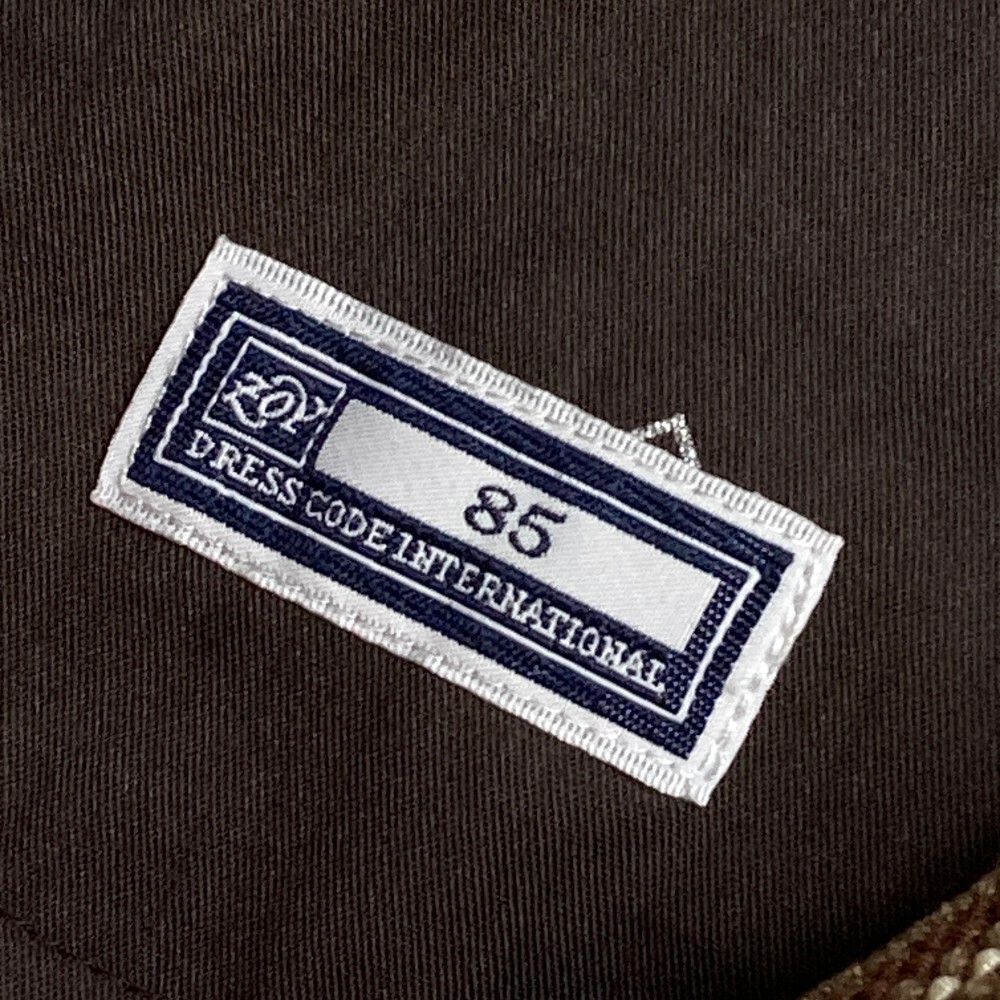 ZOY
85
DRESS CODE INTERNATIONAL